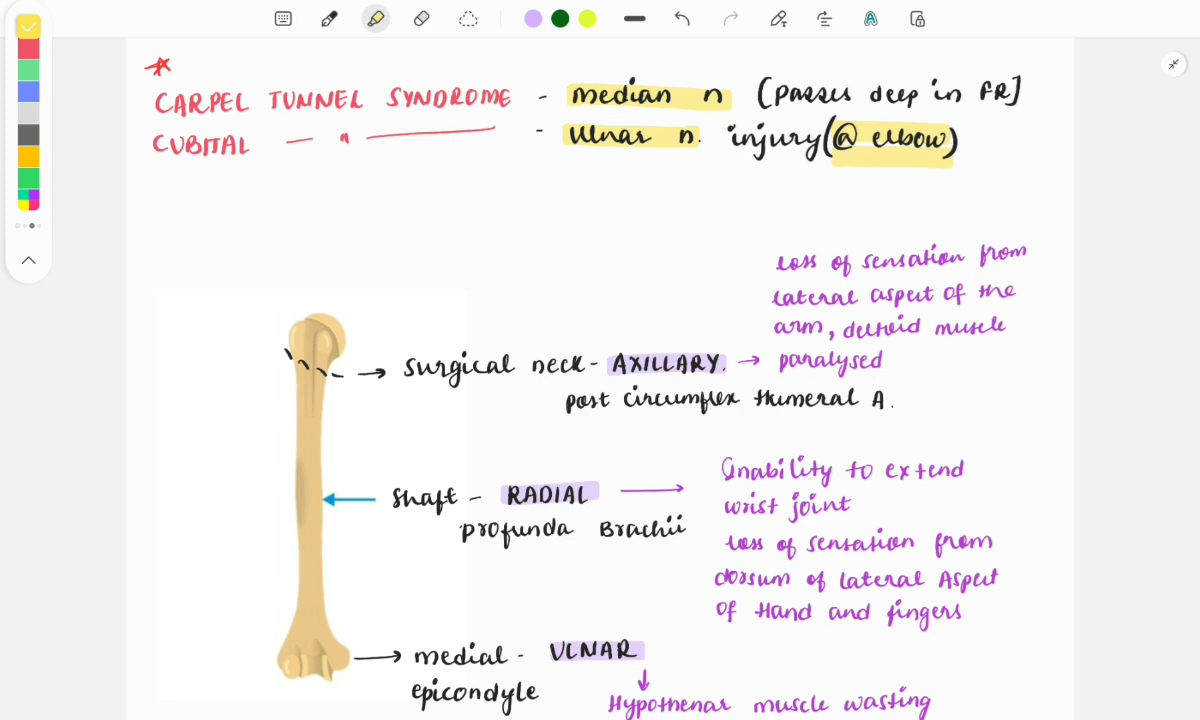 CARPEL TUNNEL SYNDROME - median n (passes deep in FR]
CUBITAL — " — - ulnar n. injury (@ elbow)
loss of sensation from
lateral aspect of the
arm, deltoid muscle
surgical neck - AXILLARY. → paralysed
post circumflex Humeral A.
Inability to extend
shaft - RADIAL → wrist joint
profunda Brachii
loss of sensation from
dorsum of lateral Aspect
of Hand and fingers
medial - ULNAR
epicondyle
Hypothenar muscle wasting